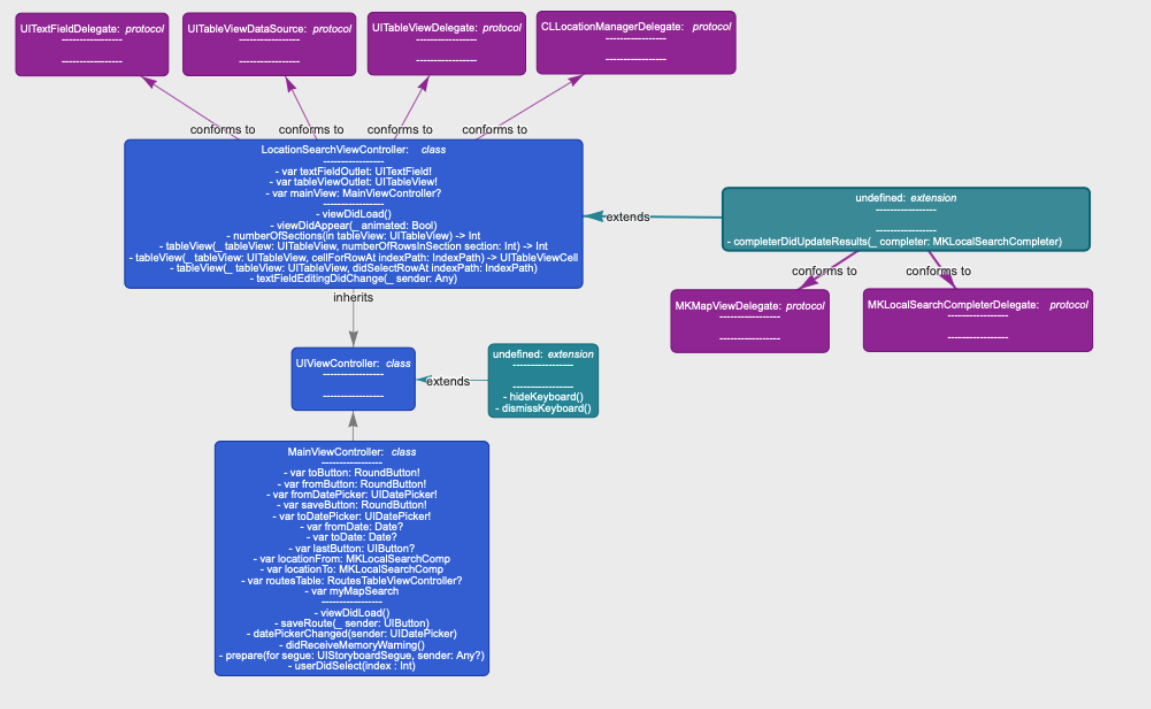 UITextFieldDelegate: protocol
------------------
------------------
UITableViewDataSource: protocol
------------------
------------------
UITableViewDelegate: protocol
------------------
------------------
CLLocationManagerDelegate: protocol
------------------
------------------
conforms to
conforms to
conforms to
conforms to
LocationSearchViewController: class
------------------
- var textFieldOutlet: UITextField!
- var tableViewOutlet: UITableView!
- var mainView: MainViewController?
------------------
- viewDidLoad()
- viewDidAppear(_ animated: Bool)
- numberOfSections(in tableView: UITableView) -> Int
- tableView(_ tableView: UITableView, numberOfRowsInSection section: Int) -> Int
- tableView(_ tableView: UITableView, cellForRowAt indexPath: IndexPath) -> UITableViewCell
- tableView(_ tableView: UITableView, didSelectRowAt indexPath: IndexPath)
- textFieldEditingDidChange(_ sender: Any)
extends
undefined: extension
------------------
------------------
- completerDidUpdateResults(_ completer: MKLocalSearchCompleter)
conforms to
conforms to
MKMapViewDelegate: protocol
------------------
------------------
MKLocalSearchCompleterDelegate: protocol
------------------
------------------
inherits
UIViewController: class
------------------
------------------
extends
undefined: extension
------------------
------------------
- hideKeyboard()
- dismissKeyboard()
MainViewController: class
------------------
- var toButton: RoundButton!
- var fromButton: RoundButton!
- var fromDatePicker: UIDatePicker!
- var saveButton: RoundButton!
- var toDatePicker: UIDatePicker!
- var fromDate: Date?
- var toDate: Date?
- var lastButton: UIButton?
- var locationFrom: MKLocalSearchComp
- var locationTo: MKLocalSearchComp
- var routesTable: RoutesTableViewController?
- var myMapSearch
------------------
- viewDidLoad()
- saveRoute(_ sender: UIButton)
- datePickerChanged(sender: UIDatePicker)
- didReceiveMemoryWarning()
- prepare(for segue: UIStoryboardSegue, sender: Any?)
- userDidSelect(index : Int)